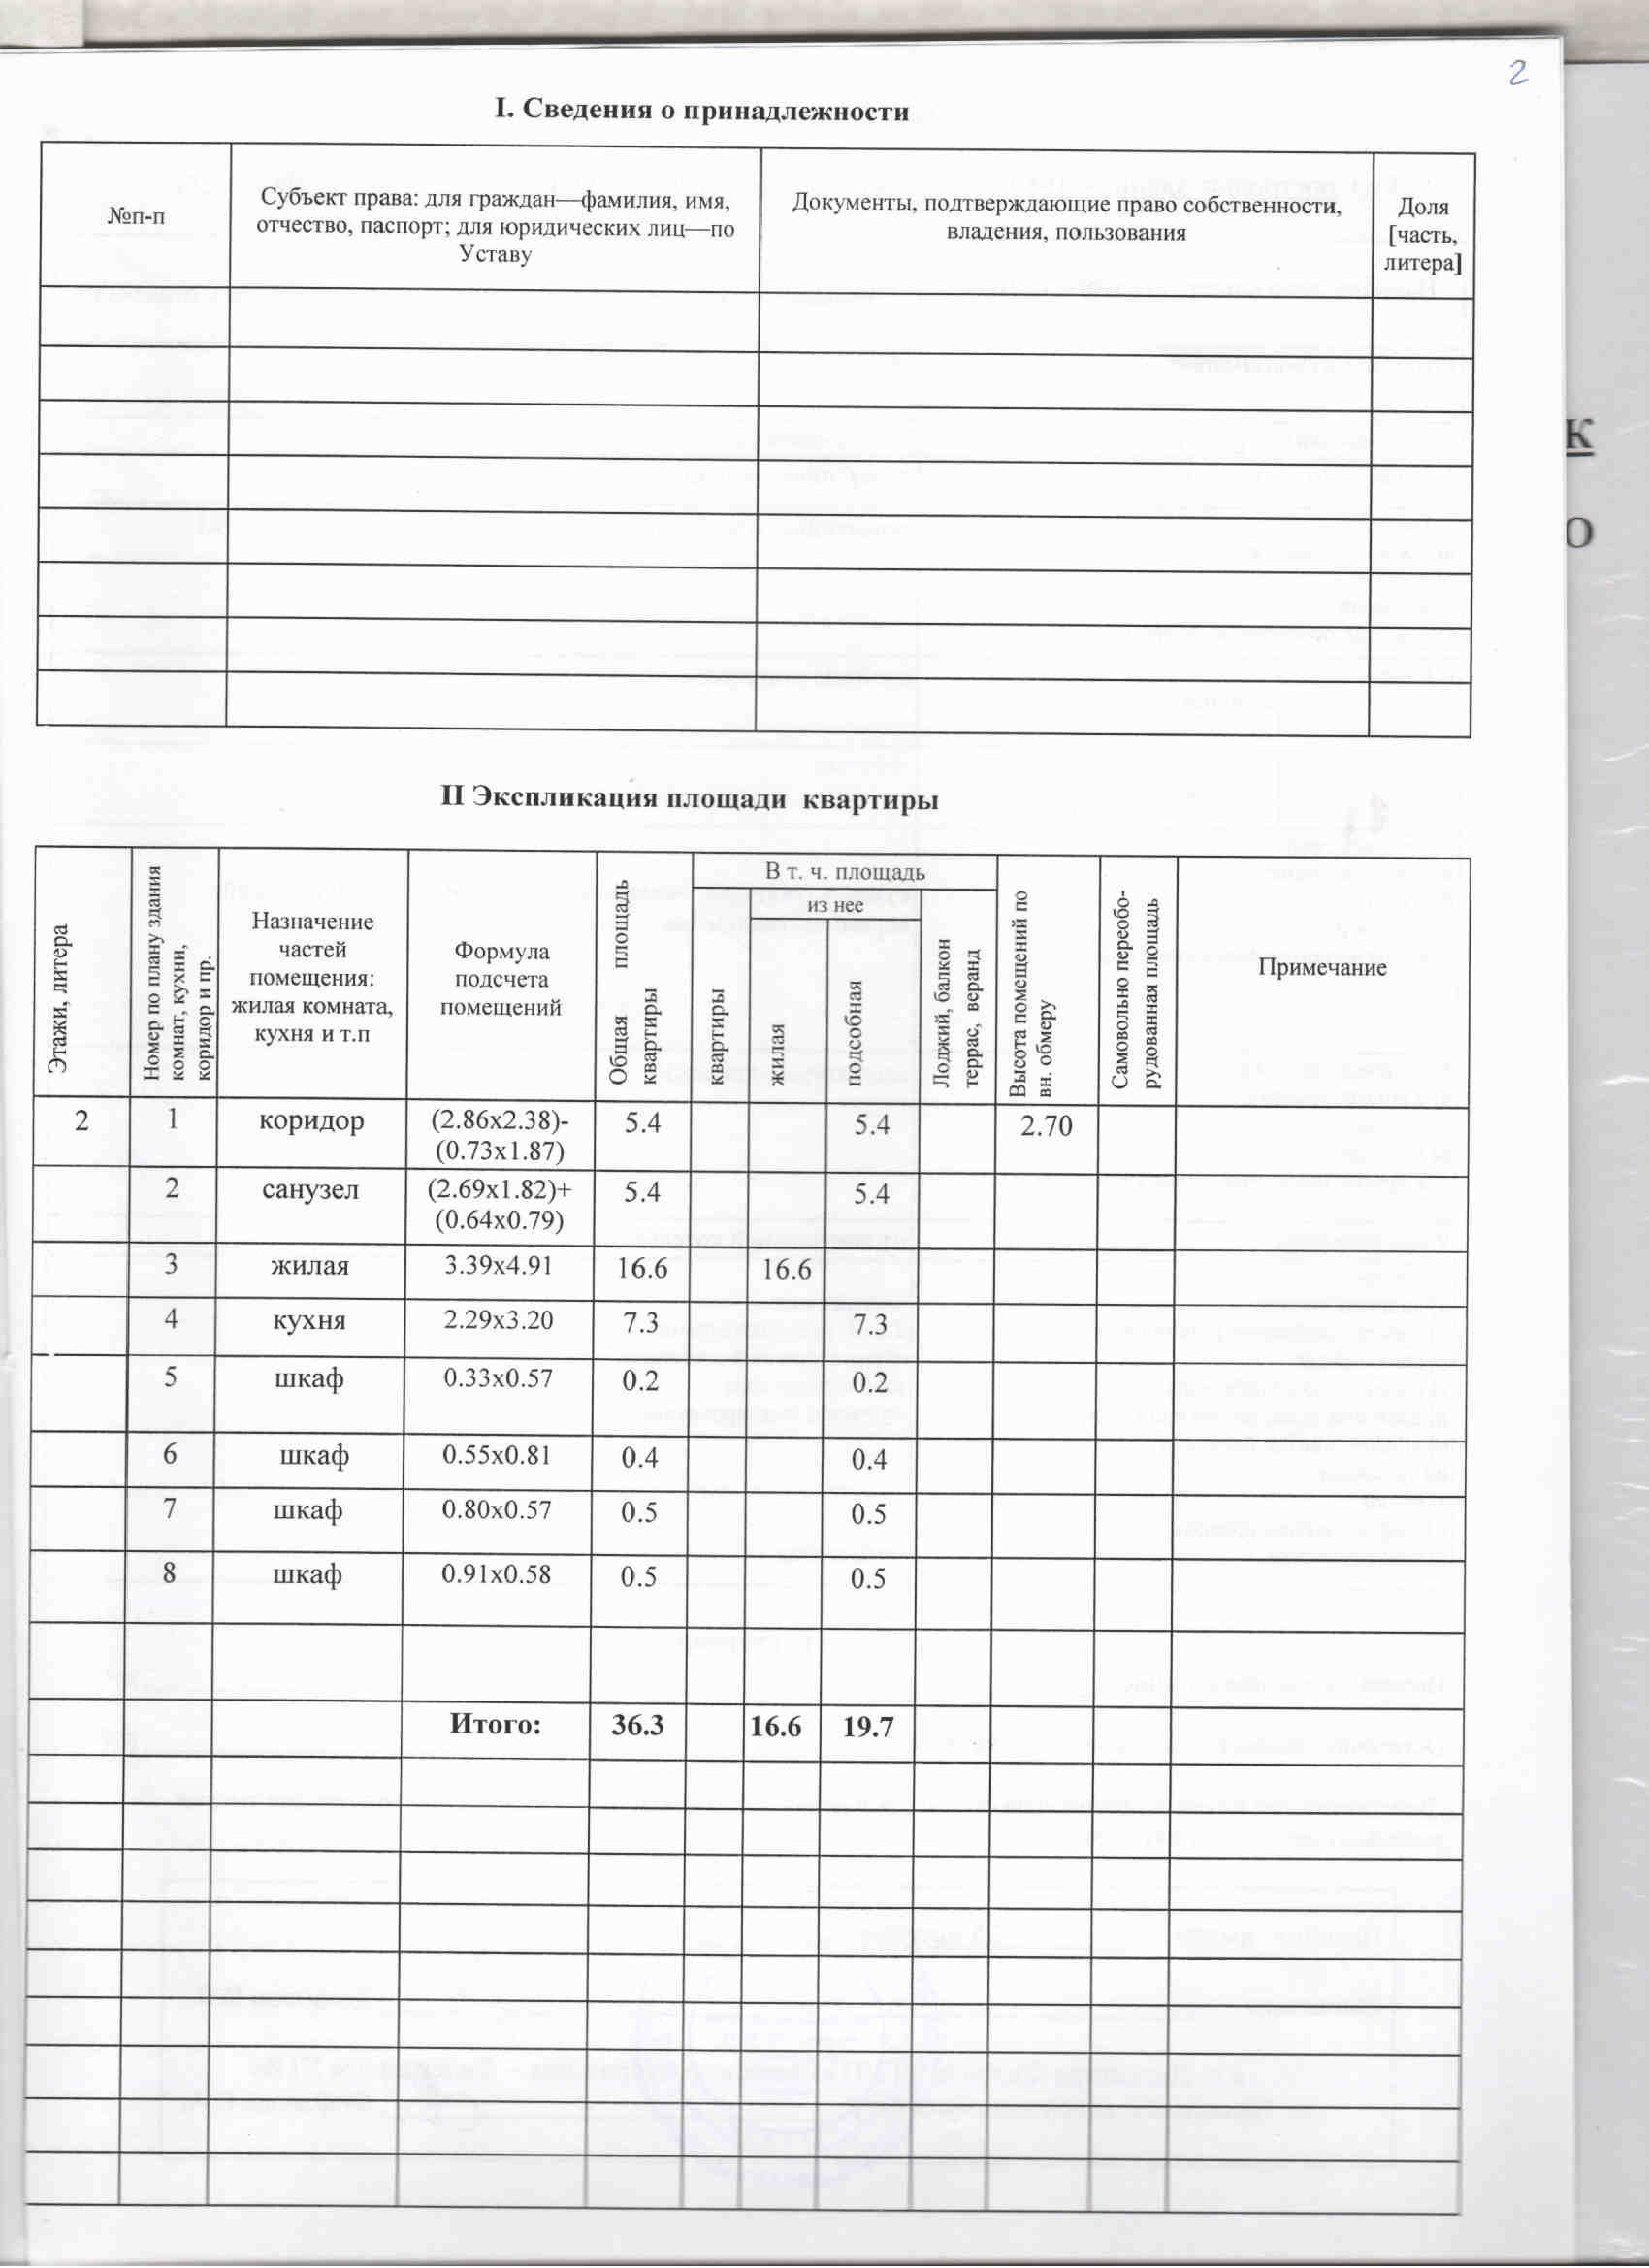 2
I. Сведения о принадлежности
№п-п
Субъект права: для граждан—фамилия, имя,
отчество, паспорт; для юридических лиц—по
Уставу
Документы, подтверждающие право собственности,
владения, пользования
Доля
[часть,
литера]
К
О
II Экспликация площади квартиры
Этажи, литера
Номер по плану здания
комнат, кухни,
коридор и пр.
Назначение
частей
помещения:
жилая комната,
кухня и т.п
Формула
подсчета
помещений
Общая площадь
квартиры
В т. ч. площадь
квартиры
из нее
жилая
подсобная
Лоджий, балкон
террас, веранд
Высота помещений по
вн. обмеру
Самовольно переобо-
рудованная площадь
Примечание
2 1 коридор (2.86x2.38)- 5.4 5.4 2.70
(0.73x1.87)
2 санузел (2.69x1.82)+ 5.4 5.4
(0.64x0.79)
3 жилая 3.39x4.91 16.6 16.6
4 кухня 2.29x3.20 7.3 7.3
5 шкаф 0.33x0.57 0.2 0.2
6 шкаф 0.55x0.81 0.4 0.4
7 шкаф 0.80x0.57 0.5 0.5
8 шкаф 0.91x0.58 0.5 0.5
Итого: 36.3 16.6 19.7